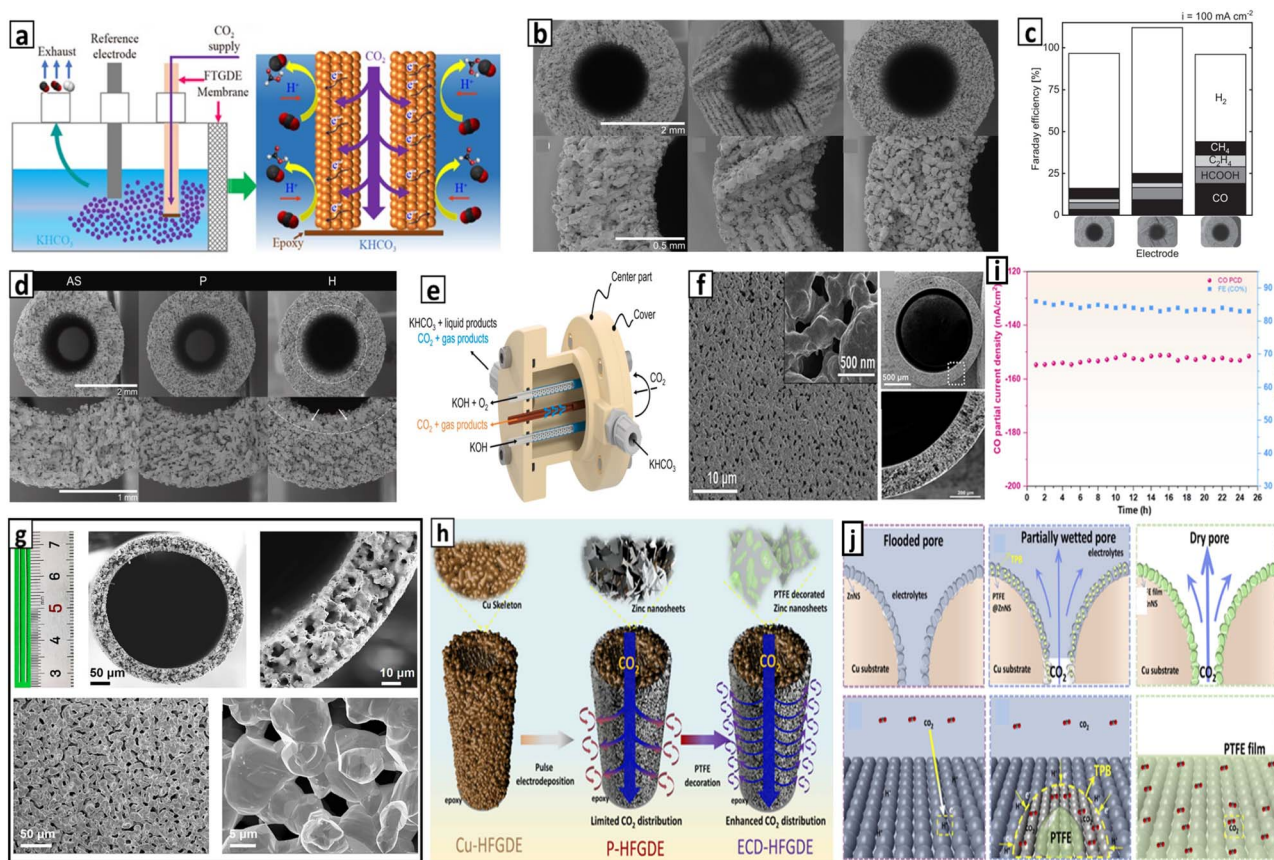 a
Exhaust
Reference
electrode
CO2
supply
FTGDE
Membrane
KHCO3
CO2
H+
H+
H+
H+
Epoxy
KHCO3
b
2 mm
0.5 mm
c
i = 100 mA cm-2
Faraday efficiency [%]
100
75
50
25
0
H2
CH4
C2H4
HCOOH
CO
Electrode
d
AS
P
H
2 mm
1 mm
e
Center part
Cover
KHCO3 + liquid products
CO2 + gas products
CO2
KOH + O2
CO2 + gas products
KOH
KHCO3
f
500 nm
10 μm
500 μm
i
CO PCD
FE (CO%)
CO partial current density (mA/cm2)
-120
-140
-160
-180
-200
90
80
70
60
50
40
30
0 2 4 6 8 10 12 14 16 18 20 22 24 26
Time (h)
g
7
6
5
4
3
50 μm
10 μm
50 μm
5 μm
h
Cu Skeleton
Zinc nanosheets
PTFE
decorated
Zinc nanosheets
CO2
CO2
Pulse
electrodeposition
PTFE
decoration
epoxy
epoxy
epoxy
Limited CO2 distribution
Enhanced CO2 distribution
Cu-HFGDE
P-HFGDE
ECD-HFGDE
j
Flooded pore
ZnNS
electrolytes
Cu substrate
Partially wetted pore
electrolytes
TPB
PTFE
@ZnNS
Cu substrate
CO2
Dry pore
Cu substrate
CO2
CO2
CO2
TPB
PTFE
PTFE film
CO2